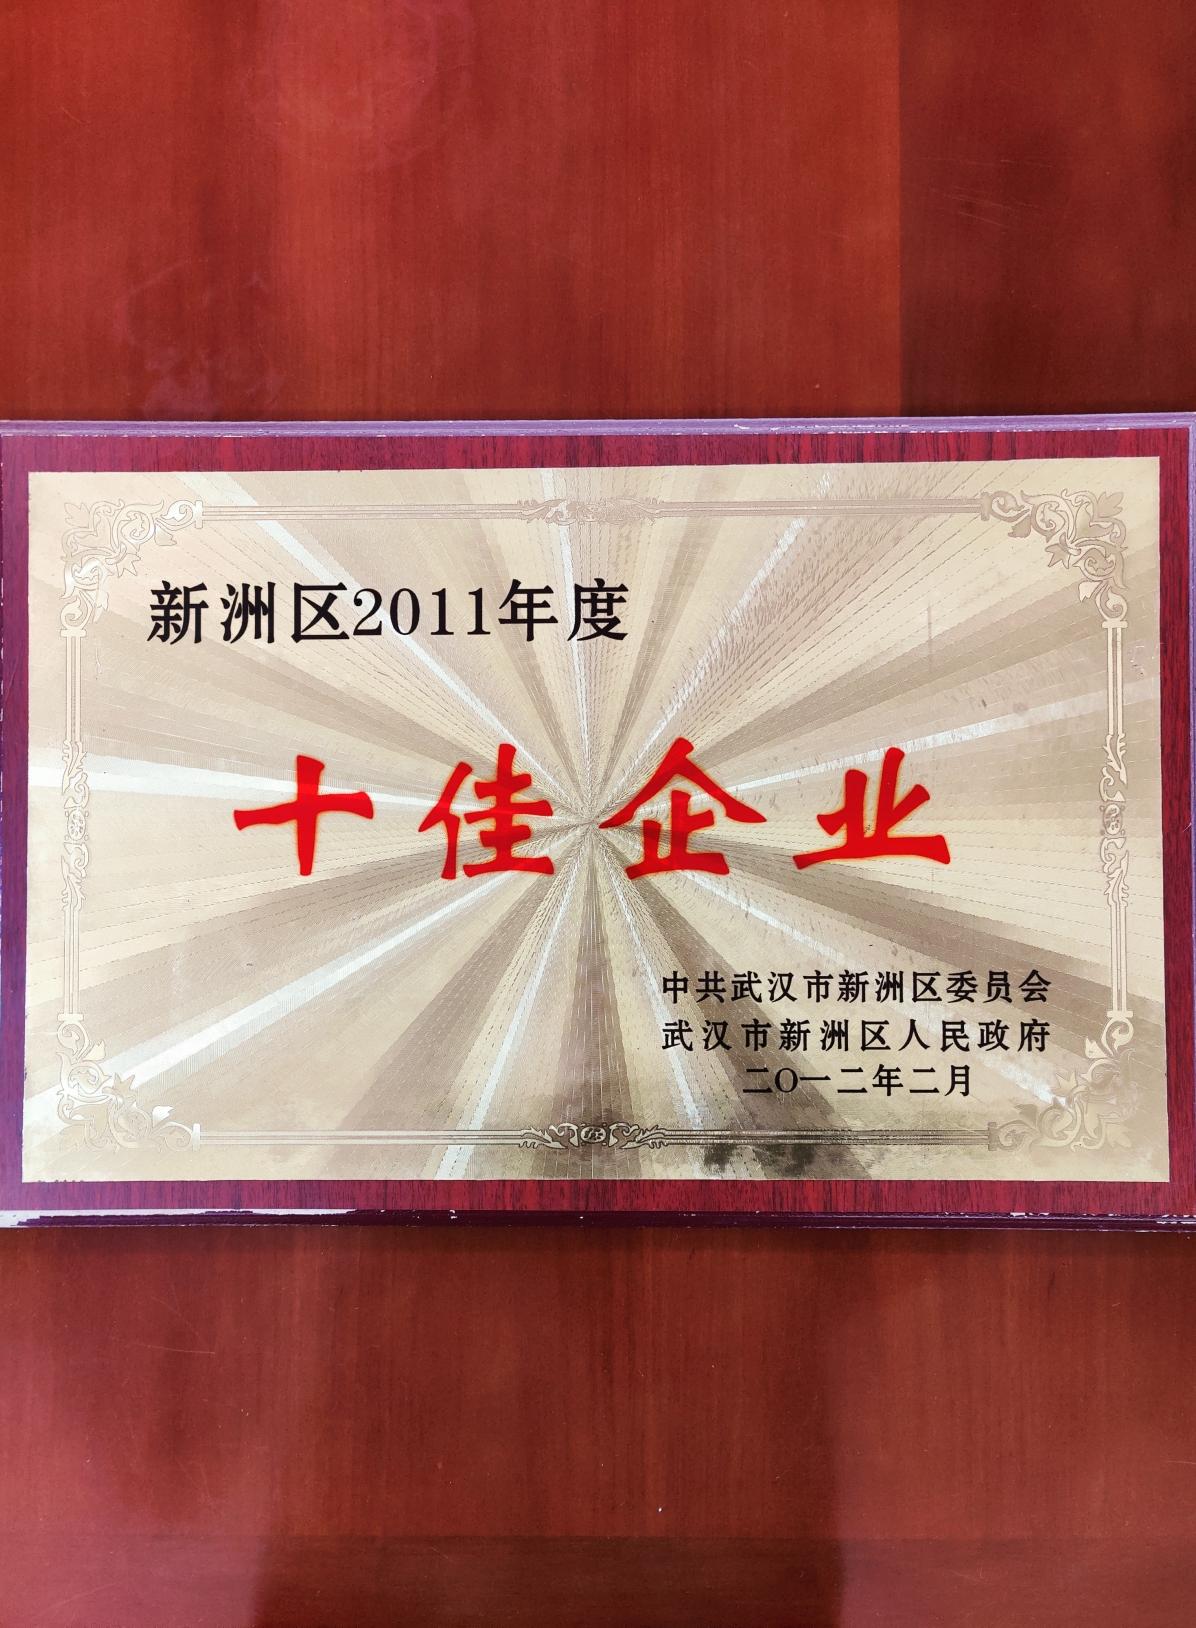 新洲区2011年度
十佳企业
中共武汉市新洲区委员会
武汉市新洲区人民政府
二〇一二年二月